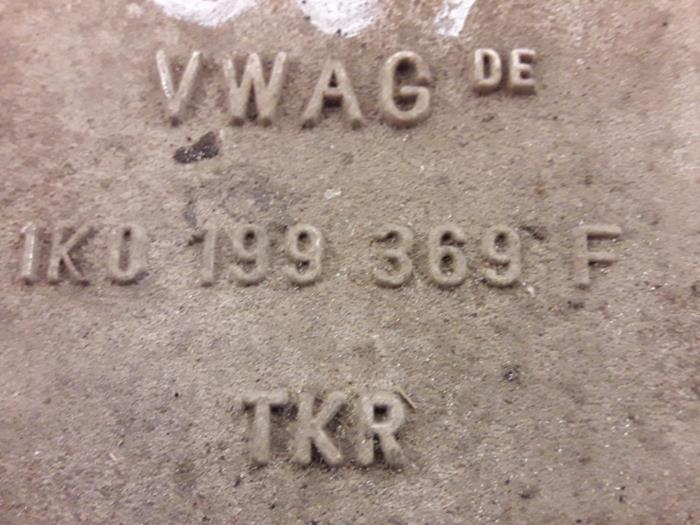 VWAG DE
1K0 199 369 F
TKR